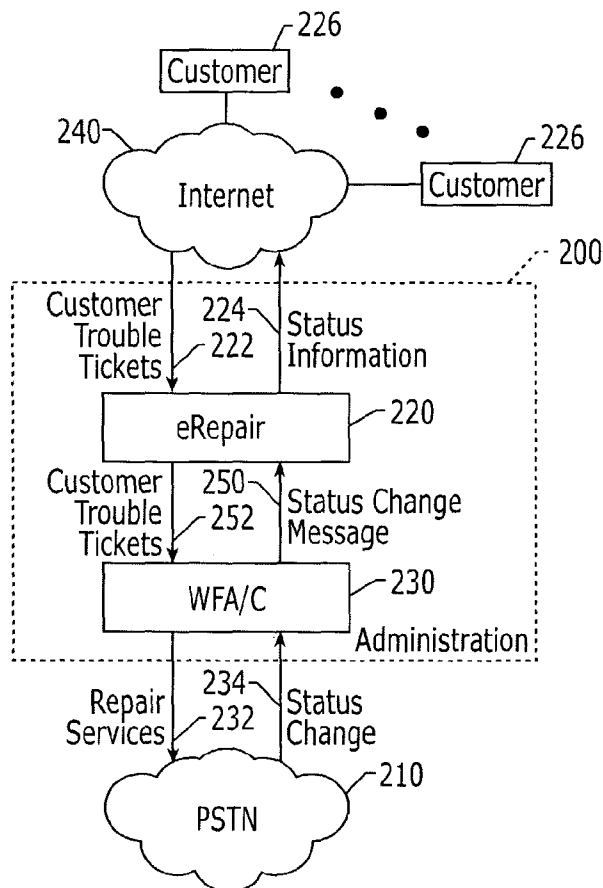 226
Customer
240
226
Internet
Customer
200
Customer
Trouble
Tickets
222
224
Status
Information
eRepair
220
Customer
Trouble
Tickets
252
250
Status Change
Message
WFA/C
230
Administration
Repair
Services
232
234
Status
Change
210
PSTN